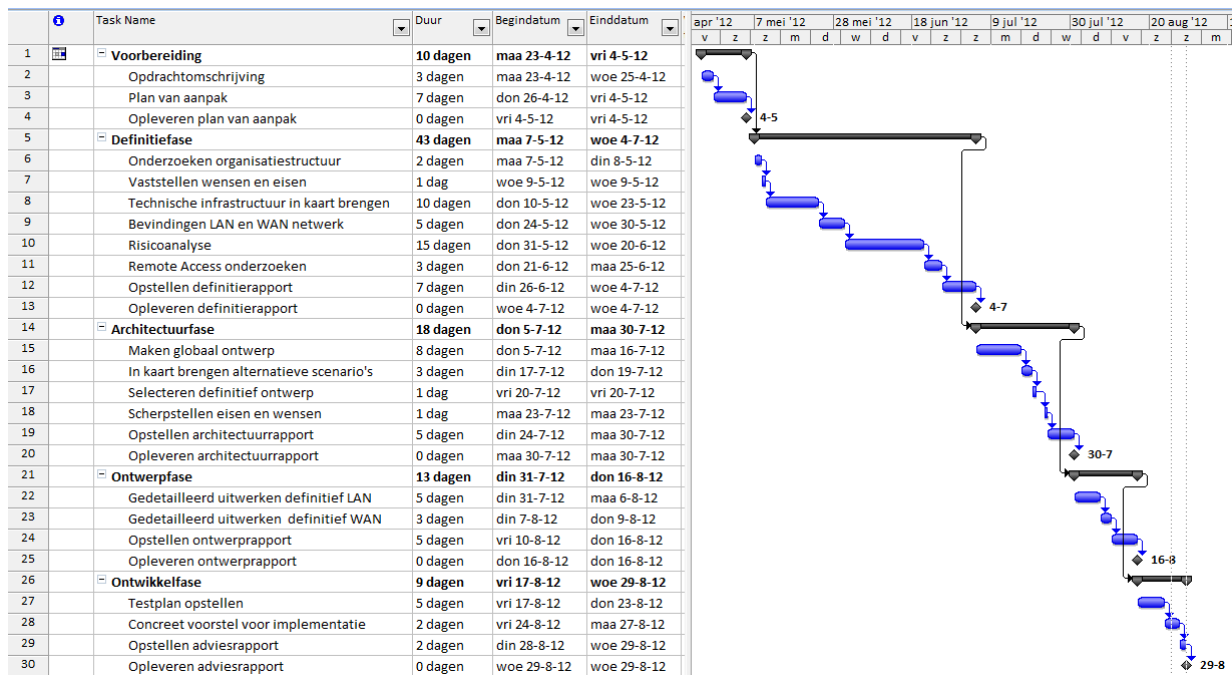 Task Name Duur Begindatum Einddatum
apr '12 7 mei '12 28 mei '12 18 jun '12 9 jul '12 30 jul '12 20 aug '12
v z z m d w d v z z m d w d v z z m
1 Voorbereiding 10 dagen maa 23-4-12 vri 4-5-12
2 Opdrachtomschrijving 3 dagen maa 23-4-12 woe 25-4-12
3 Plan van aanpak 7 dagen don 26-4-12 vri 4-5-12
4 Opleveren plan van aanpak 0 dagen vri 4-5-12 vri 4-5-12 4-5
5 Definitiefase 43 dagen maa 7-5-12 woe 4-7-12
6 Onderzoeken organisatiestructuur 2 dagen maa 7-5-12 din 8-5-12
7 Vaststellen wensen en eisen 1 dag woe 9-5-12 woe 9-5-12
8 Technische infrastructuur in kaart brengen 10 dagen don 10-5-12 woe 23-5-12
9 Bevindingen LAN en WAN netwerk 5 dagen don 24-5-12 woe 30-5-12
10 Risicoanalyse 15 dagen don 31-5-12 woe 20-6-12
11 Remote Access onderzoeken 3 dagen don 21-6-12 maa 25-6-12
12 Opstellen definitierapport 7 dagen din 26-6-12 woe 4-7-12
13 Opleveren definitierapport 0 dagen woe 4-7-12 woe 4-7-12 4-7
14 Architectuurfase 18 dagen don 5-7-12 maa 30-7-12
15 Maken globaal ontwerp 8 dagen don 5-7-12 maa 16-7-12
16 In kaart brengen alternatieve scenario's 3 dagen din 17-7-12 don 19-7-12
17 Selecteren definitief ontwerp 1 dag vri 20-7-12 vri 20-7-12
18 Scherpstellen eisen en wensen 1 dag maa 23-7-12 maa 23-7-12
19 Opstellen architectuurrapport 5 dagen din 24-7-12 maa 30-7-12
20 Opleveren architectuurrapport 0 dagen maa 30-7-12 maa 30-7-12 30-7
21 Ontwerpfase 13 dagen din 31-7-12 don 16-8-12
22 Gedetailleerd uitwerken definitief LAN 5 dagen din 31-7-12 maa 6-8-12
23 Gedetailleerd uitwerken definitief WAN 3 dagen din 7-8-12 don 9-8-12
24 Opstellen ontwerprapport 5 dagen vri 10-8-12 don 16-8-12
25 Opleveren ontwerprapport 0 dagen don 16-8-12 don 16-8-12 16-8
26 Ontwikkelfase 9 dagen vri 17-8-12 woe 29-8-12
27 Testplan opstellen 5 dagen vri 17-8-12 don 23-8-12
28 Concreet voorstel voor implementatie 2 dagen vri 24-8-12 maa 27-8-12
29 Opstellen adviesrapport 2 dagen din 28-8-12 woe 29-8-12
30 Opleveren adviesrapport 0 dagen woe 29-8-12 woe 29-8-12 29-8